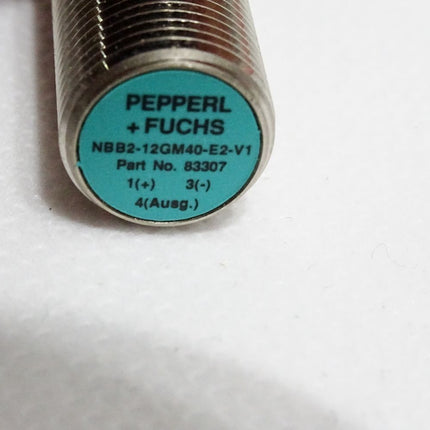 PEPPERL
+ FUCHS
NBB2-12GM40-E2-V1
Part No. 83307
1(+) 3(-)
4(Ausg.)